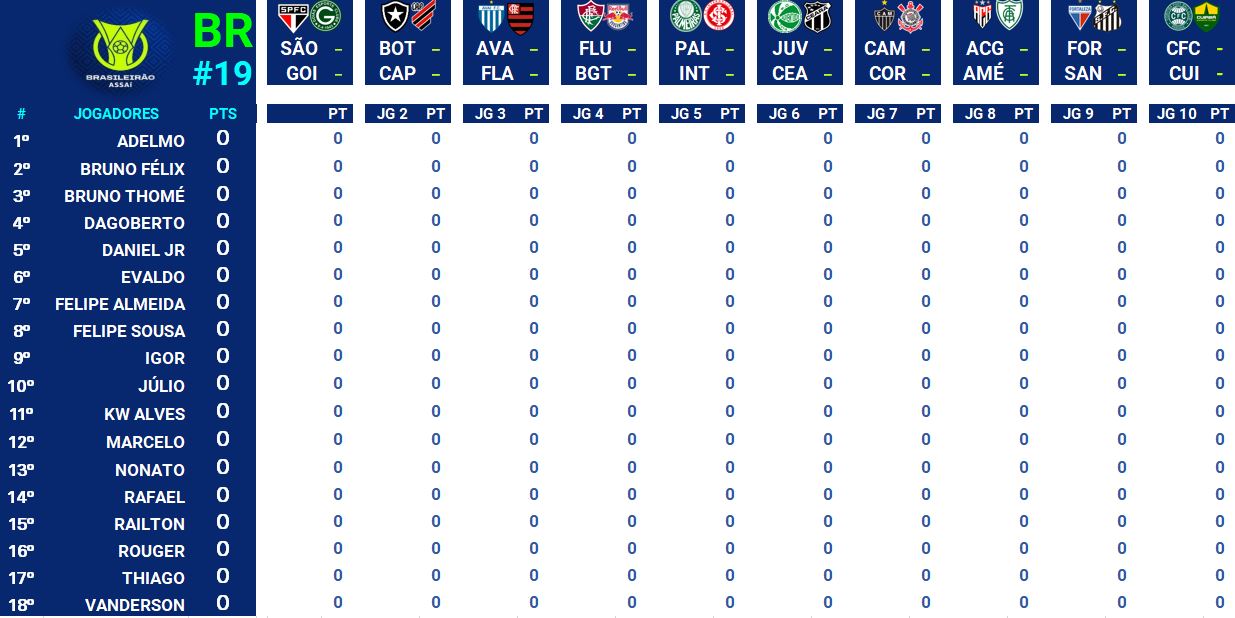 BR
#19
BRASILEIRÃO
ASSAÍ
SPFC
SÃO – BOT – AVA – FLU – PAL – JUV – CAM – ACG – FOR – CFC -
GOI – CAP – FLA – BGT – INT – CEA – COR – AMÉ – SAN – CUI -
# JOGADORES PTS PT JG 2 PT JG 3 PT JG 4 PT JG 5 PT JG 6 PT JG 7 PT JG 8 PT JG 9 PT JG 10 PT
1º ADELMO 0 0 0 0 0 0 0 0 0 0 0
2º BRUNO FÉLIX 0 0 0 0 0 0 0 0 0 0 0
3º BRUNO THOMÉ 0 0 0 0 0 0 0 0 0 0 0
4º DAGOBERTO 0 0 0 0 0 0 0 0 0 0 0
5º DANIEL JR 0 0 0 0 0 0 0 0 0 0 0
6º EVALDO 0 0 0 0 0 0 0 0 0 0 0
7º FELIPE ALMEIDA 0 0 0 0 0 0 0 0 0 0 0
8º FELIPE SOUSA 0 0 0 0 0 0 0 0 0 0 0
9º IGOR 0 0 0 0 0 0 0 0 0 0 0
10º JÚLIO 0 0 0 0 0 0 0 0 0 0 0
11º KW ALVES 0 0 0 0 0 0 0 0 0 0 0
12º MARCELO 0 0 0 0 0 0 0 0 0 0 0
13º NONATO 0 0 0 0 0 0 0 0 0 0 0
14º RAFAEL 0 0 0 0 0 0 0 0 0 0 0
15º RAILTON 0 0 0 0 0 0 0 0 0 0 0
16º ROUGER 0 0 0 0 0 0 0 0 0 0 0
17º THIAGO 0 0 0 0 0 0 0 0 0 0 0
18º VANDERSON 0 0 0 0 0 0 0 0 0 0 0